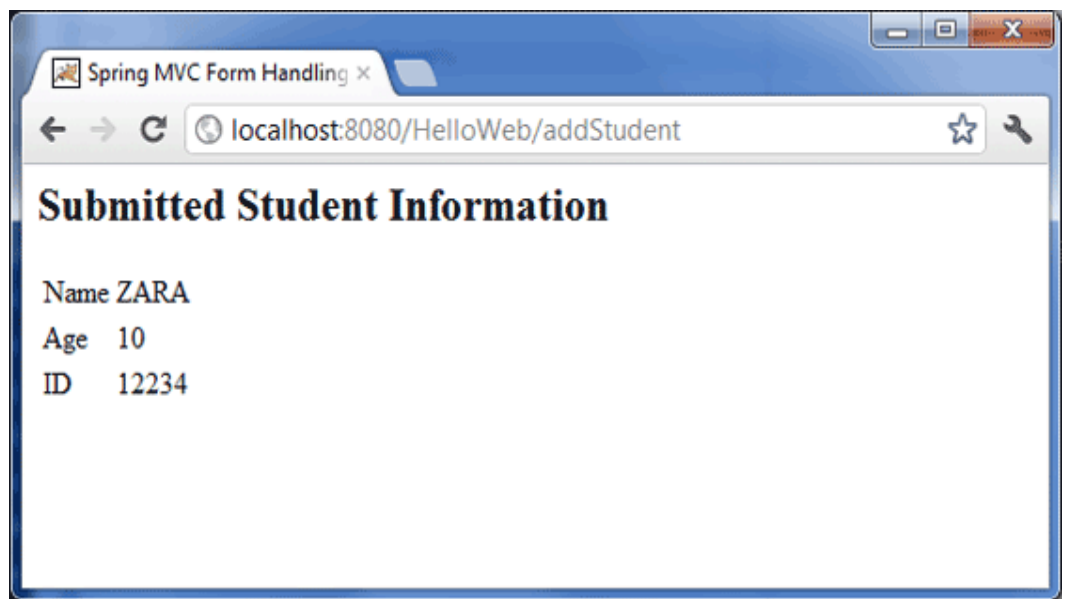 Spring MVC Form Handling
localhost:8080/HelloWeb/addStudent
Submitted Student Information
Name ZARA
Age 10
ID 12234